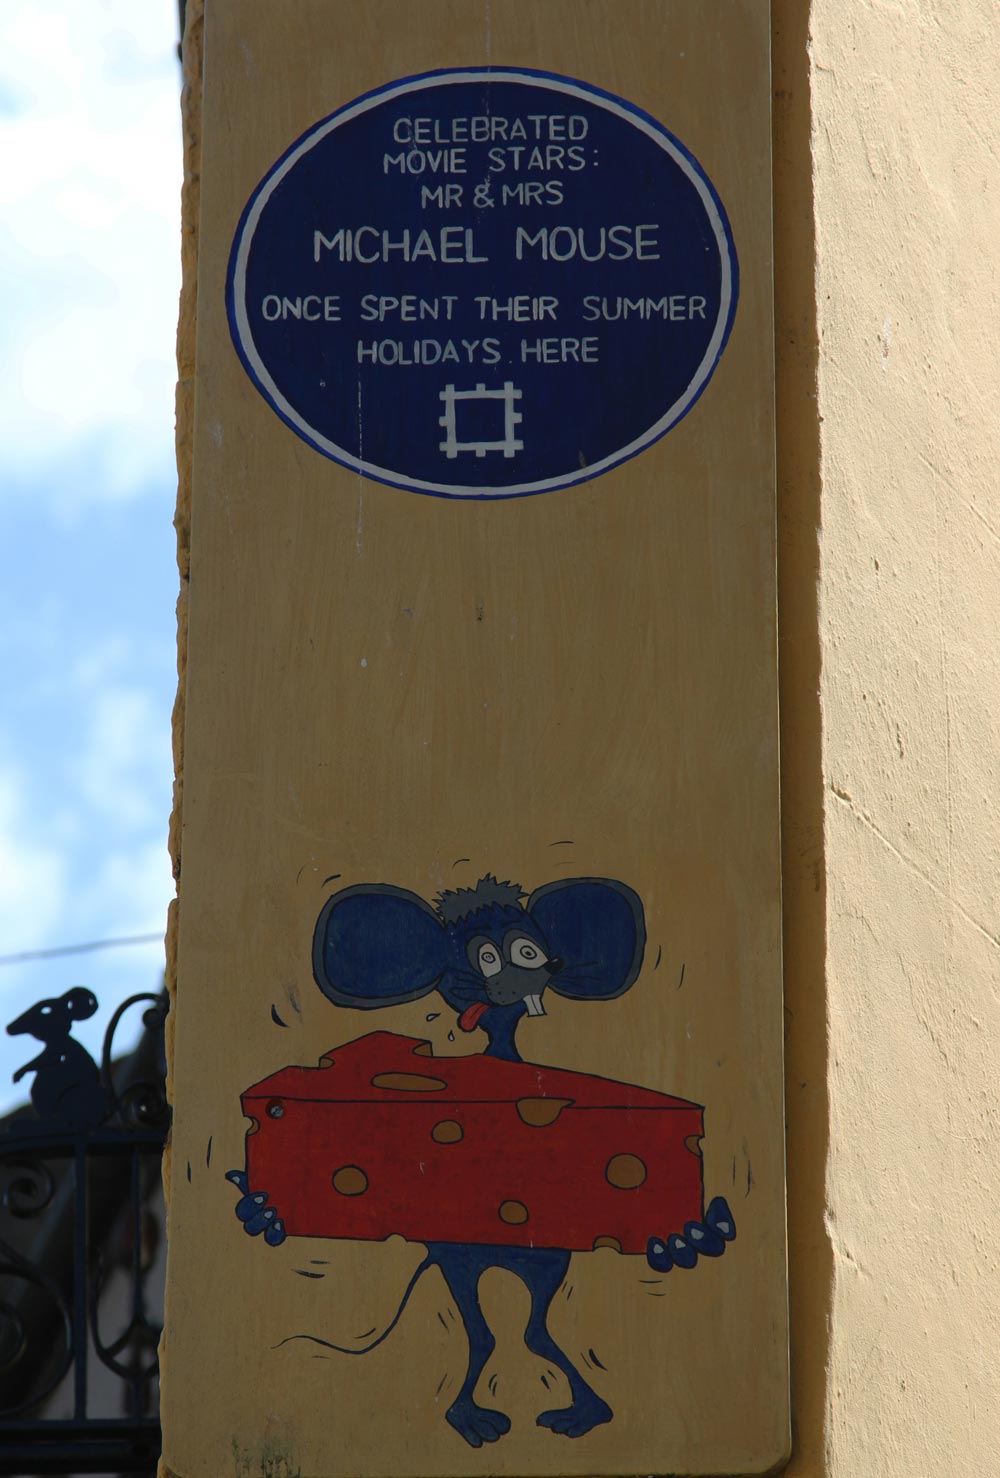 CELEBRATED
MOVIE STARS:
MR & MRS
MICHAEL MOUSE
ONCE SPENT THEIR SUMMER
HOLIDAYS HERE